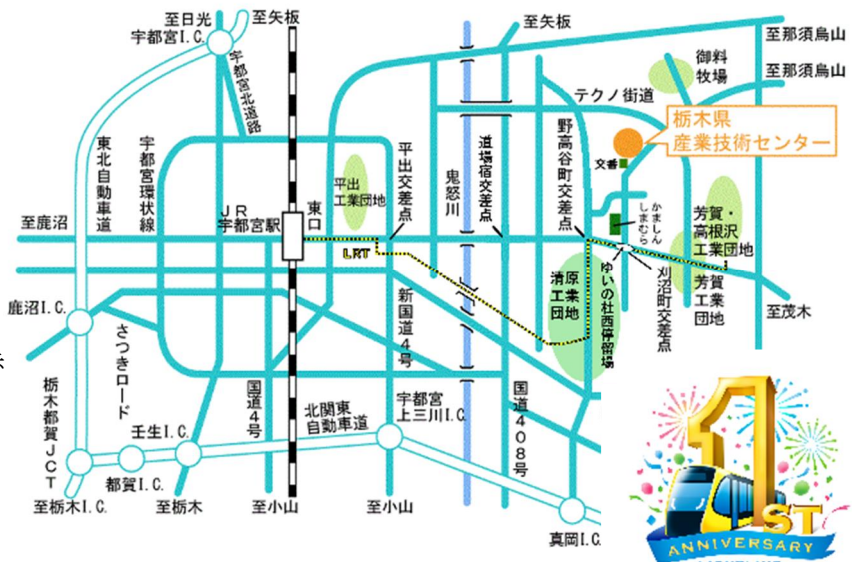 至日光
宇都宮I.C.
至矢板
至矢板
至那須烏山
御料
牧場
至那須烏山
宇都宮北道路
テクノ街道
栃木県
産業技術センター
東北自動車道
宇都宮環状線
平出
工業団地
平出交差点
鬼怒川
道場宿交差点
野高谷町交差点
交番
かましん
しまむら
芳賀・
高根沢
工業団地
至鹿沼
JR
宇都宮駅
東口
LRT
清原
工業
団地
ゆいの杜西停留場
刈沼町交差点
芳賀
工業
団地
至茂木
鹿沼I.C.
さつきロード
新国道4号
国道4号
北関東
自動車道
宇都宮
上三川I.C.
国道408号
栃木都賀JCT
壬生I.C.
都賀I.C.
至栃木I.C.
至栃木
至小山
至小山
真岡I.C.
1ST
ANNIVERSARY